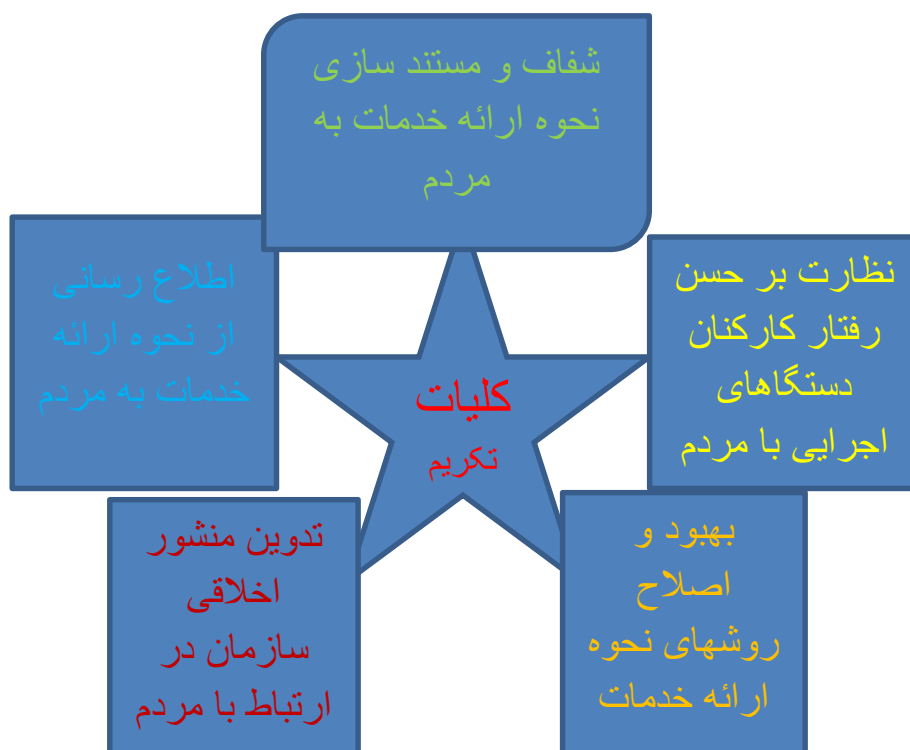 شفاف و مستند سازی
نحوه ارائه خدمات به
مردم
نظارت بر حسن
رفتار کارکنان
دستگاهای
اجرایی با مردم
اطلاع رسانی
از نحوه ارائه
خدمات به مردم
کلیات
تکریم
بهبود و
اصلاح
روشهای نحوه
ارائه خدمات
تدوین منشور
اخلاقی
سازمان در
ارتباط با مردم